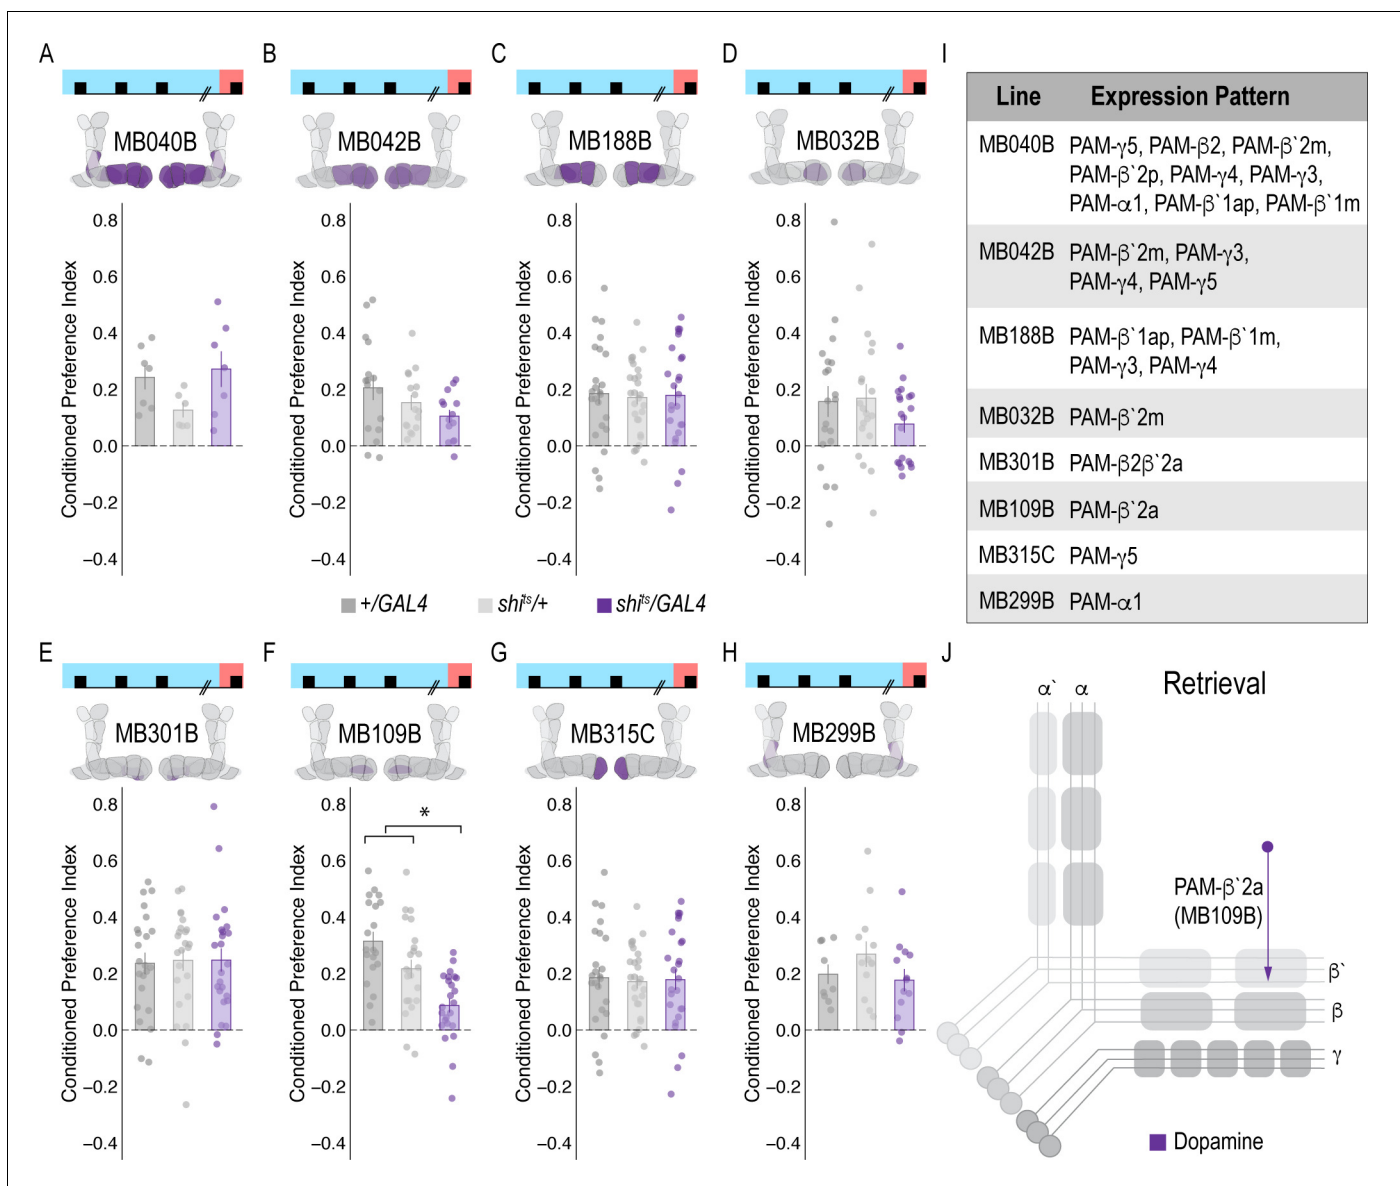 A
B
C
D
I
MB040B
MB042B
MB188B
MB032B
Conditioned Preference Index
0.8
0.6
0.4
0.2
0.0
−0.2
−0.4
Conditioned Preference Index
0.8
0.6
0.4
0.2
0.0
−0.2
−0.4
Conditioned Preference Index
0.8
0.6
0.4
0.2
0.0
−0.2
−0.4
Conditioned Preference Index
0.8
0.6
0.4
0.2
0.0
−0.2
−0.4
+/GAL4 shiᵗˢ/+ shiᵗˢ/GAL4
Line Expression Pattern
MB040B PAM-γ5, PAM-β2, PAM-β`2m,
PAM-β`2p, PAM-γ4, PAM-γ3,
PAM-α1, PAM-β`1ap, PAM-β`1m
MB042B PAM-β`2m, PAM-γ3,
PAM-γ4, PAM-γ5
MB188B PAM-β`1ap, PAM-β`1m,
PAM-γ3, PAM-γ4
MB032B PAM-β`2m
MB301B PAM-β2β`2a
MB109B PAM-β`2a
MB315C PAM-γ5
MB299B PAM-α1
E
F
G
H
J
MB301B
MB109B
MB315C
MB299B
Conditioned Preference Index
0.8
0.6
0.4
0.2
0.0
−0.2
−0.4
Conditioned Preference Index
0.8
0.6
0.4
0.2
0.0
−0.2
−0.4
*
Conditioned Preference Index
0.8
0.6
0.4
0.2
0.0
−0.2
−0.4
Conditioned Preference Index
0.8
0.6
0.4
0.2
0.0
−0.2
−0.4
Retrieval
α` α
PAM-β`2a
(MB109B)
β`
β
γ
Dopamine